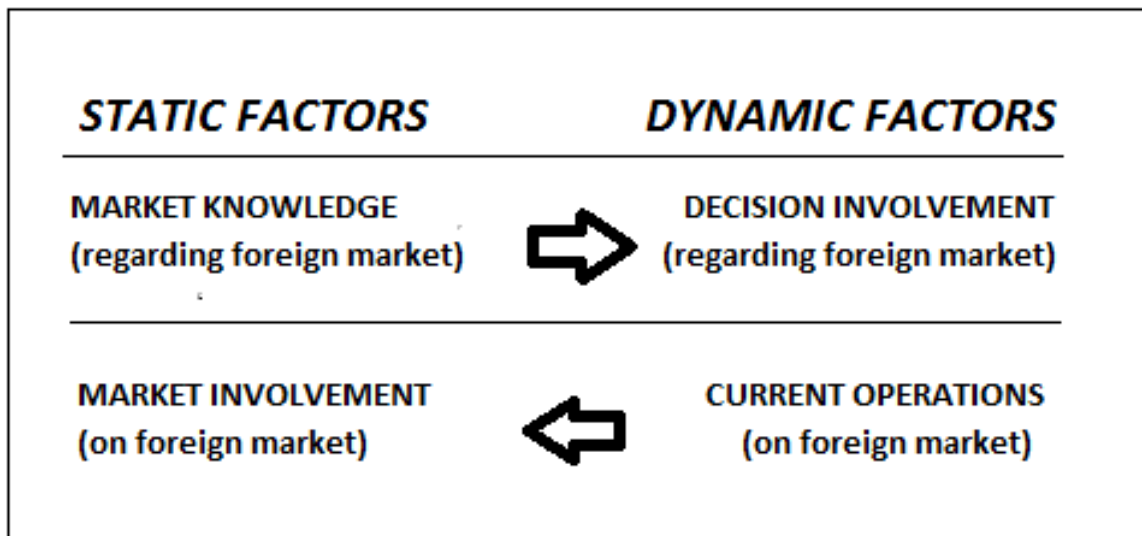 STATIC FACTORS DYNAMIC FACTORS
MARKET KNOWLEDGE DECISION INVOLVEMENT
(regarding foreign market) (regarding foreign market)
MARKET INVOLVEMENT CURRENT OPERATIONS
(on foreign market) (on foreign market)